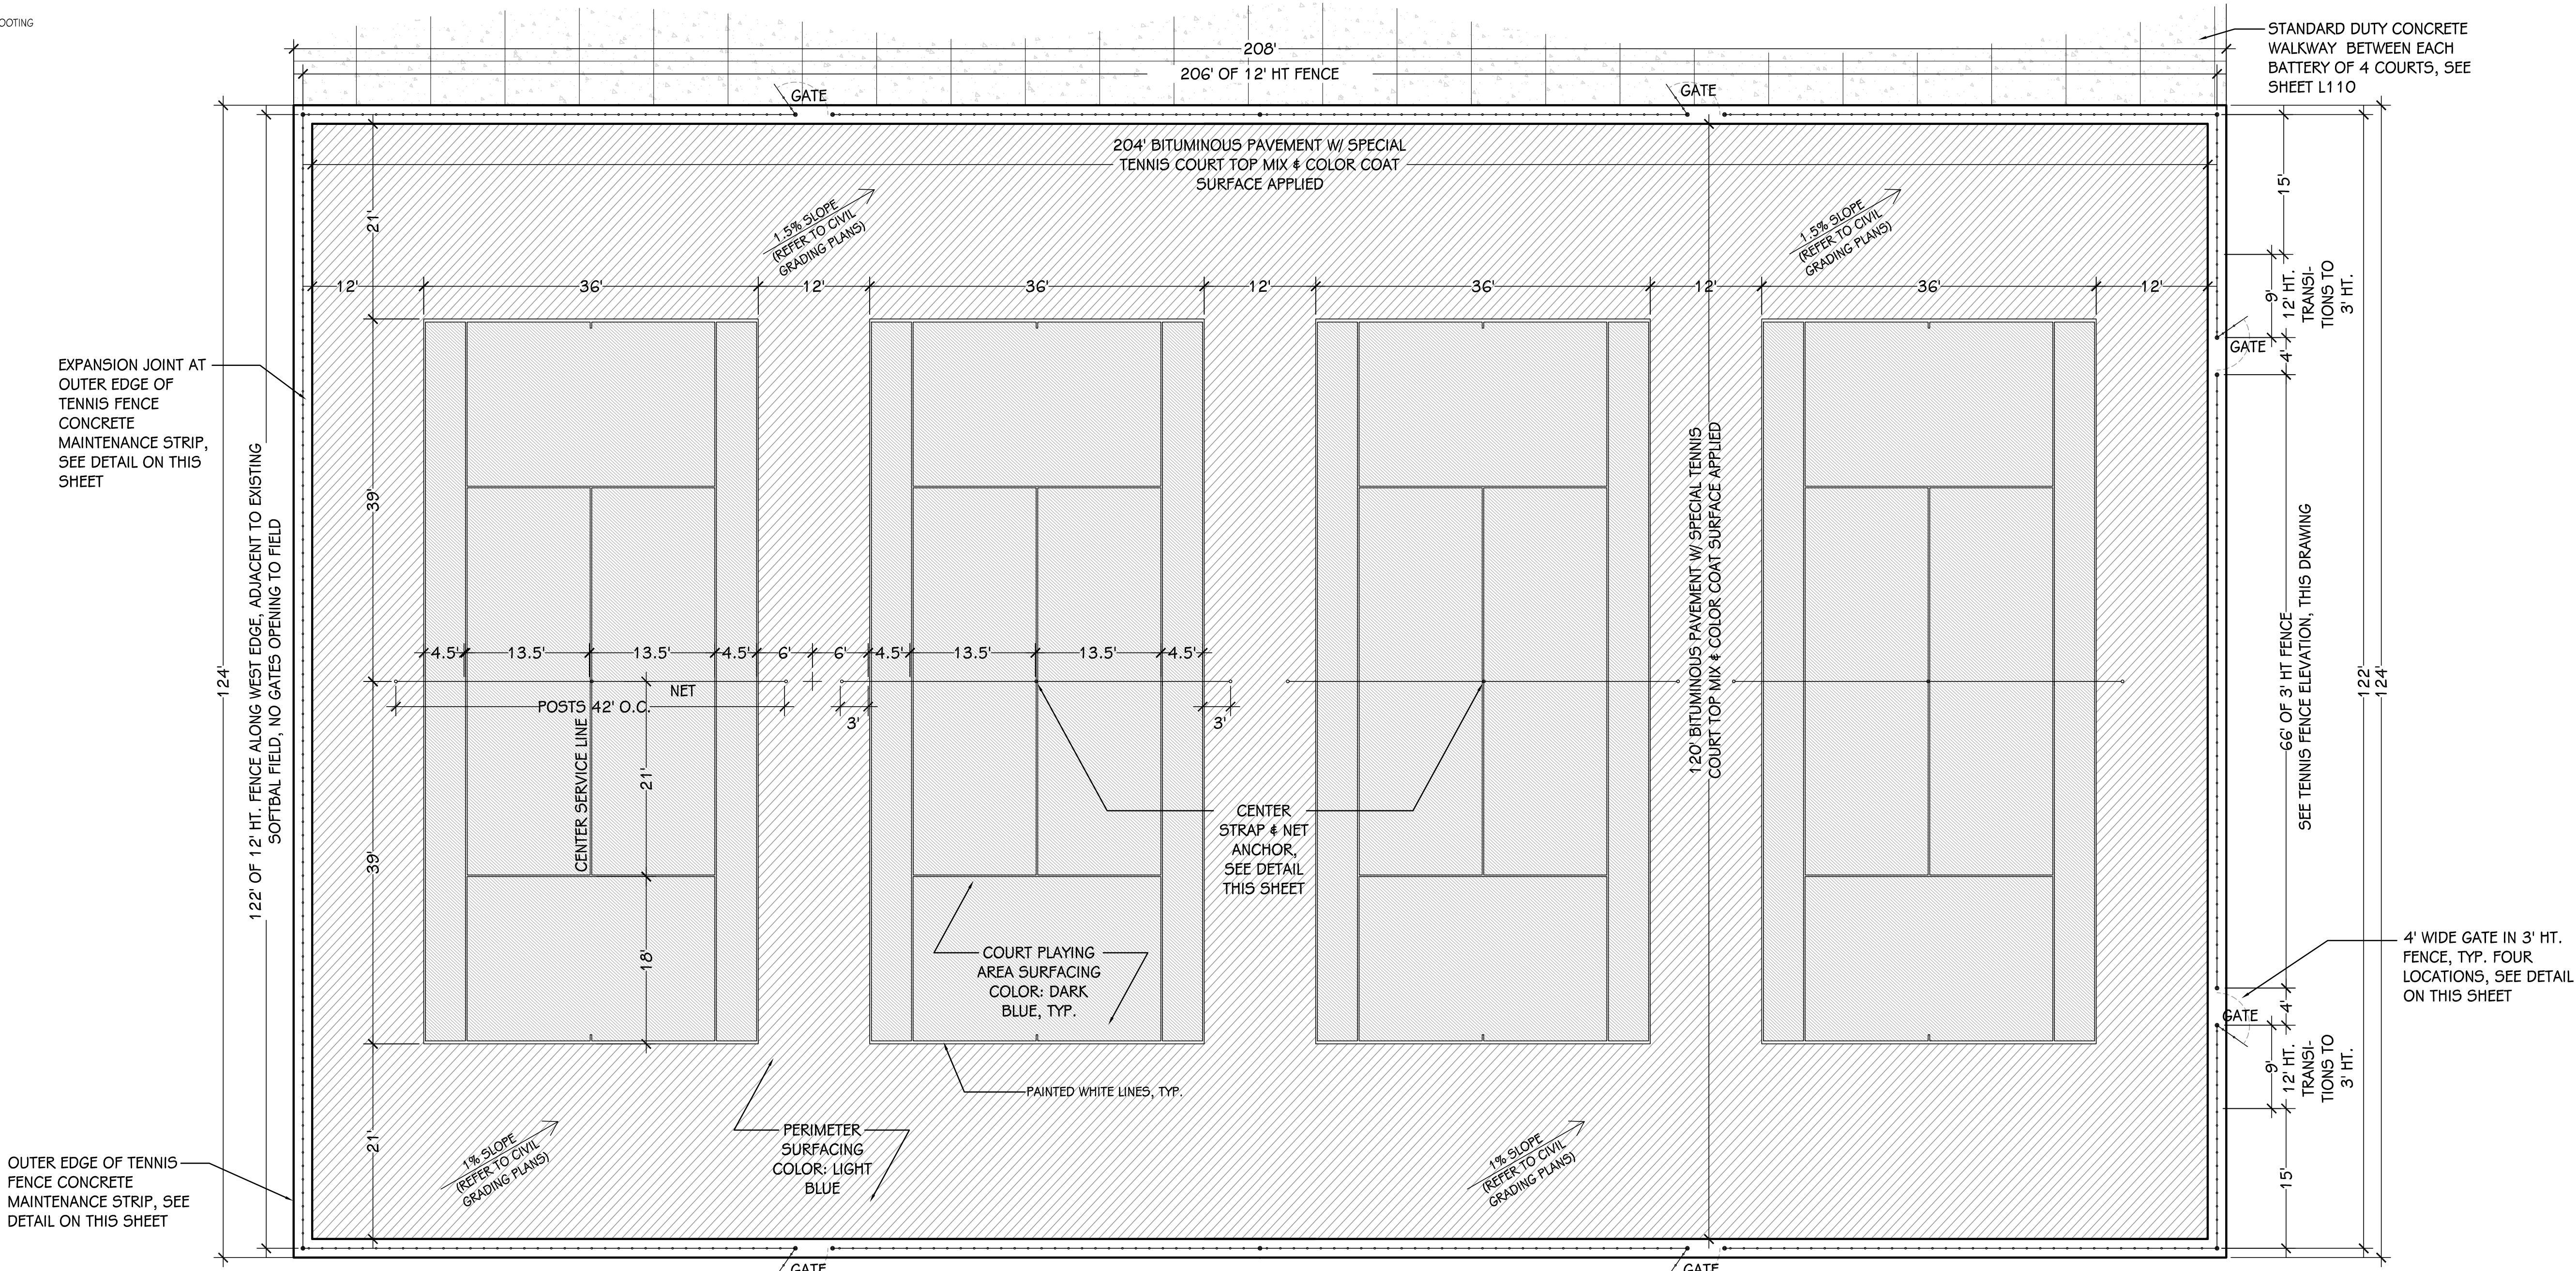 OOTING
208'
206' OF 12' HT FENCE
STANDARD DUTY CONCRETE
WALKWAY BETWEEN EACH
BATTERY OF 4 COURTS, SEE
SHEET L110
GATE
GATE
204' BITUMINOUS PAVEMENT W/ SPECIAL
TENNIS COURT TOP MIX & COLOR COAT
SURFACE APPLIED
21'
15'
1.5% SLOPE
(REFER TO CIVIL
GRADING PLANS)
1.5% SLOPE
(REFER TO CIVIL
GRADING PLANS)
12'
36'
12'
36'
12'
36'
12'
36'
12'
9'
12' HT.
TRANSI-
TIONS TO
3' HT.
GATE
4'
EXPANSION JOINT AT
OUTER EDGE OF
TENNIS FENCE
CONCRETE
MAINTENANCE STRIP,
SEE DETAIL ON THIS
SHEET
39'
124'
122' OF 12' HT. FENCE ALONG WEST EDGE, ADJACENT TO EXISTING
SOFTBAL FIELD, NO GATES OPENING TO FIELD
120' BITUMINOUS PAVEMENT W/ SPECIAL TENNIS
COURT TOP MIX & COLOR COAT SURFACE APPLIED
66' OF 3' HT FENCE
SEE TENNIS FENCE ELEVATION, THIS DRAWING
122'
124'
4.5'
13.5'
13.5'
4.5'
6'
6'
4.5'
13.5'
13.5'
4.5'
NET
POSTS 42' O.C.
3'
3'
CENTER SERVICE LINE
21'
39'
18'
CENTER
STRAP & NET
ANCHOR,
SEE DETAIL
THIS SHEET
COURT PLAYING
AREA SURFACING
COLOR: DARK
BLUE, TYP.
4' WIDE GATE IN 3' HT.
FENCE, TYP. FOUR
LOCATIONS, SEE DETAIL
ON THIS SHEET
4'
GATE
9'
12' HT.
TRANSI-
TIONS TO
3' HT.
PAINTED WHITE LINES, TYP.
PERIMETER
SURFACING
COLOR: LIGHT
BLUE
21'
1% SLOPE
(REFER TO CIVIL
GRADING PLANS)
1% SLOPE
(REFER TO CIVIL
GRADING PLANS)
15'
OUTER EDGE OF TENNIS
FENCE CONCRETE
MAINTENANCE STRIP, SEE
DETAIL ON THIS SHEET
GATE
GATE